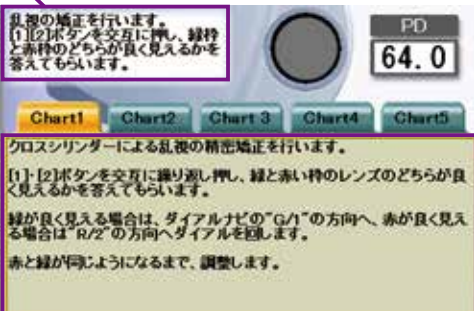 乱視の矯正を行います。
[1][2]ボタンを交互に押し、緑枠
と赤枠のどちらが良く見えるかを
答えてもらいます。
PD
64.0
Chart1 Chart2 Chart 3 Chart4 Chart5
クロスシリンダーによる乱視の精密矯正を行います。
[1]・[2]ボタンを交互に繰り返し押し、緑と赤い枠のレンズのどちらが良
く見えるかを答えてもらいます。
緑が良く見える場合は、ダイアルナビの"G/1"の方向へ、赤が良く見え
る場合は"R/2"の方向へダイアルを回します。
赤と緑が同じようになるまで、調整します。